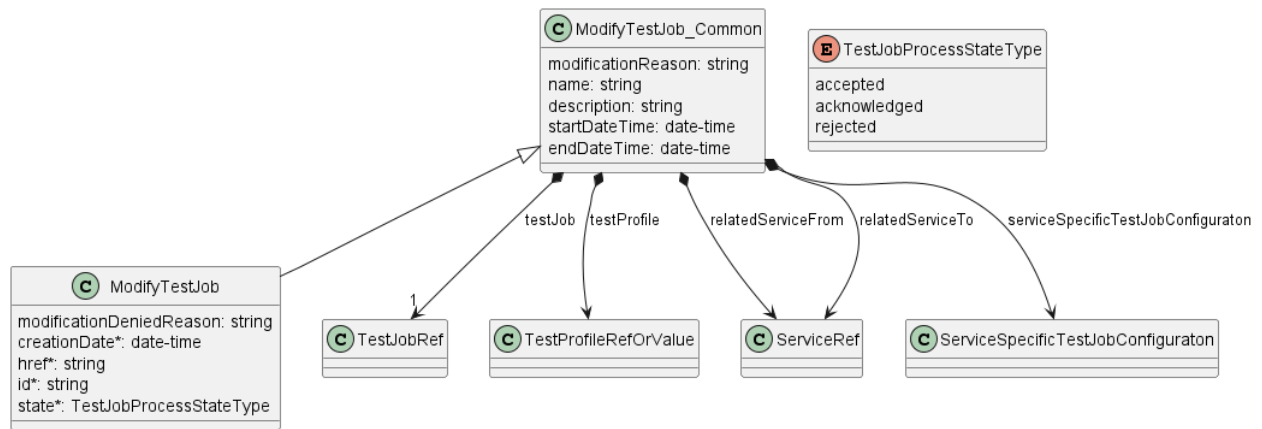 C ModifyTestJob_Common
modificationReason: string
name: string
description: string
startDateTime: date-time
endDateTime: date-time
E TestJobProcessStateType
accepted
acknowledged
rejected
testJob
testProfile
relatedServiceFrom
relatedServiceTo
serviceSpecificTestJobConfiguraton
C ModifyTestJob
modificationDeniedReason: string
creationDate*: date-time
href*: string
id*: string
state*: TestJobProcessStateType
1
C TestJobRef
C TestProfileRefOrValue
C ServiceRef
C ServiceSpecificTestJobConfiguraton